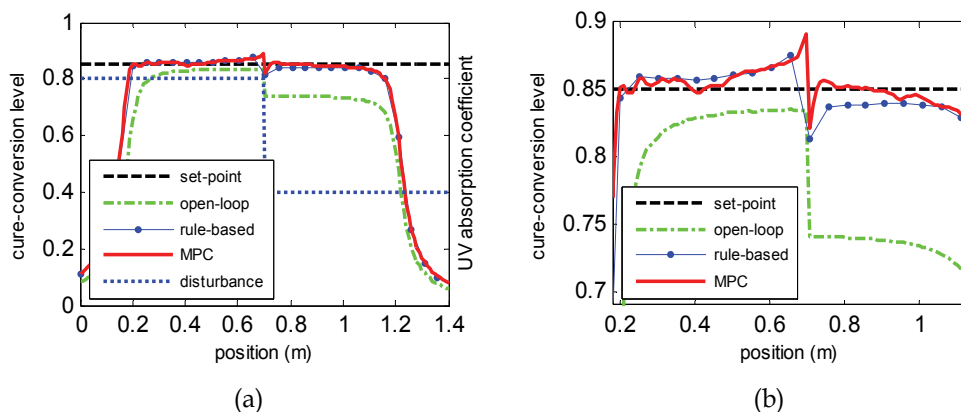 1
0.8
0.6
0.4
0.2
0
cure-conversion level
set-point
open-loop
rule-based
MPC
disturbance
UV absorption coefficient
0 0.2 0.4 0.6 0.8 1 1.2 1.4
position (m)
(a)
0.9
0.85
0.8
0.75
0.7
cure-conversion level
set-point
open-loop
rule-based
MPC
0.2 0.4 0.6 0.8 1
position (m)
(b)